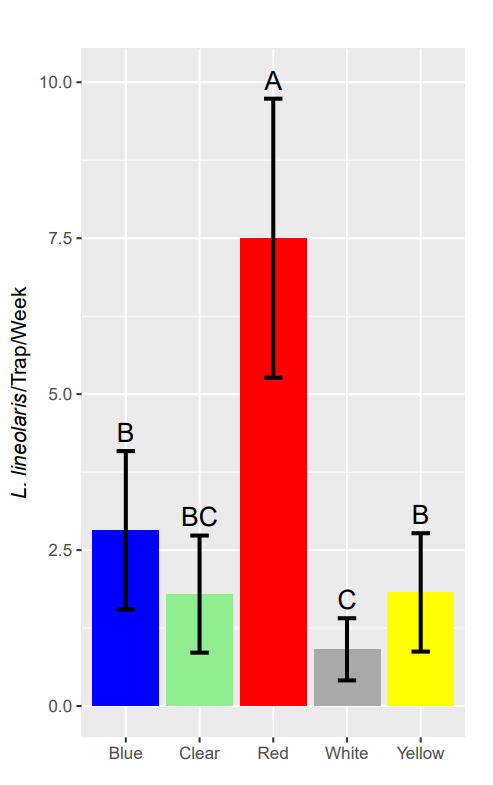 A
10.0
7.5
L. lineolaris/Trap/Week
5.0
B
BC
B
2.5
C
0.0
Blue Clear Red White Yellow